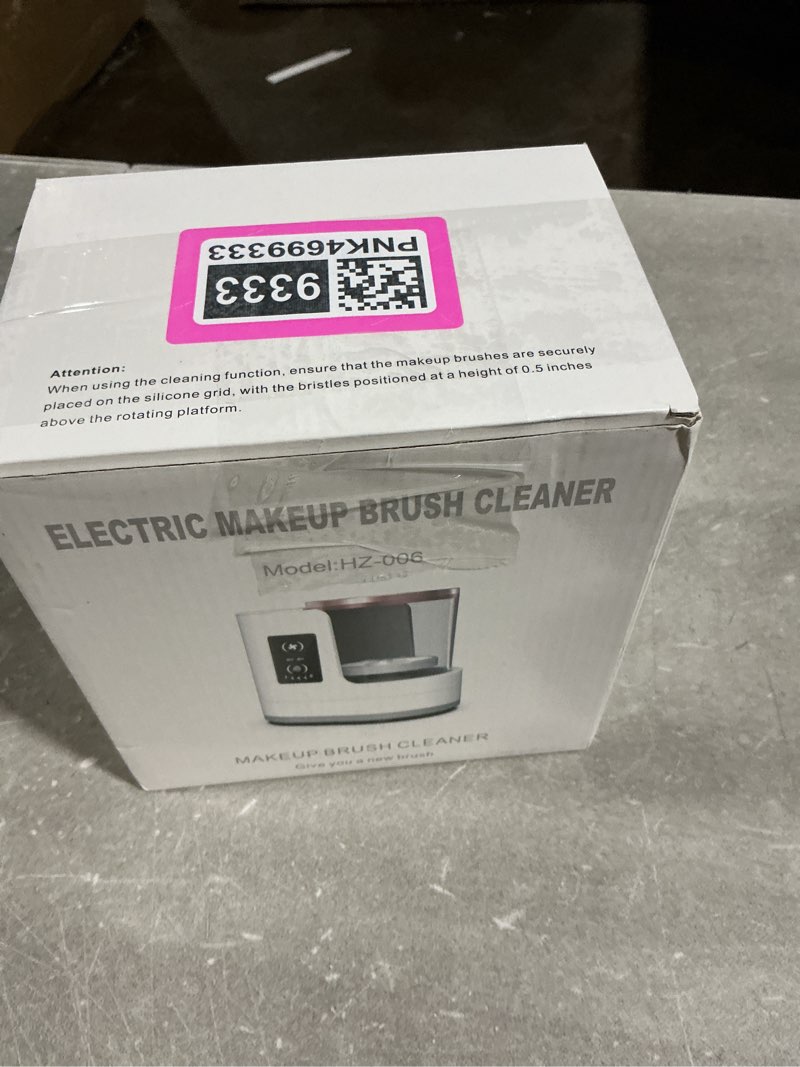 PNK4699333
9333
Attention:
When using the cleaning function, ensure that the makeup brushes are securely
placed on the silicone grid, with the bristles positioned at a height of 0.5 inches
above the rotating platform.
ELECTRIC MAKEUP BRUSH CLEANER
Model:HZ-006
MAKEUP BRUSH CLEANER
Give you a new brush